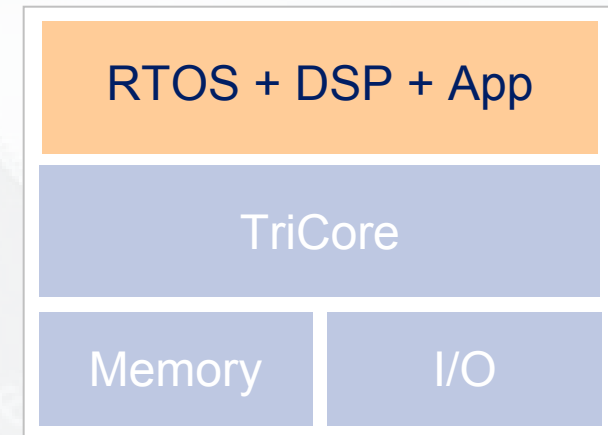 RTOS + DSP + App
TriCore
Memory I/O